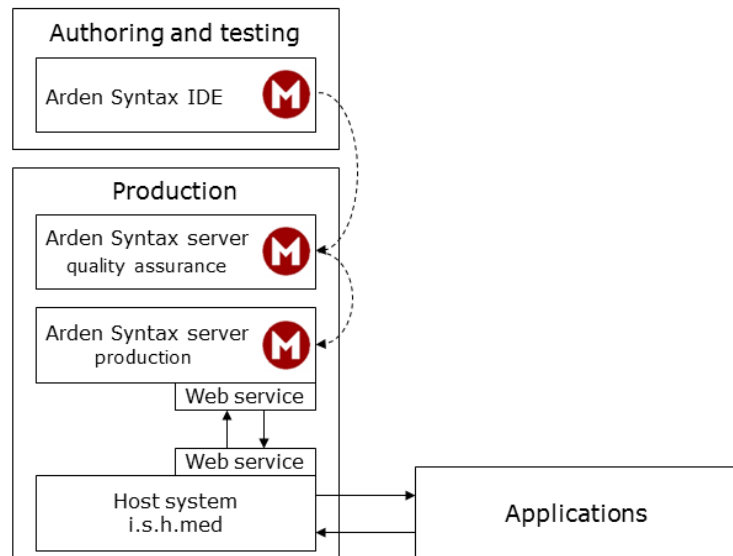 Authoring and testing
Arden Syntax IDE
M
Production
Arden Syntax server
quality assurance
M
Arden Syntax server
production
M
Web service
Web service
Host system
i.s.h.med
Applications